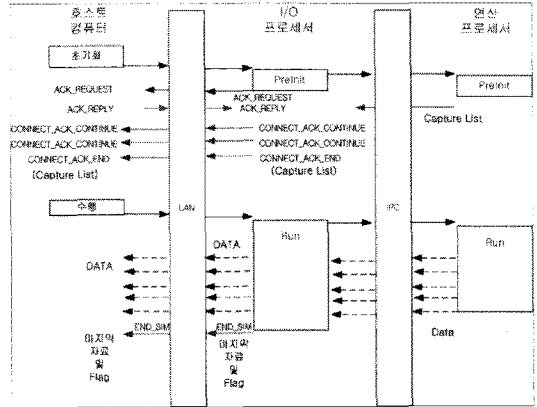 호스트
컴퓨터
I/O
프로세서
연산
프로세서
초기화
PreInit
PreInit
ACK_REQUEST
ACK_REQUEST
ACK_REPLY
ACK_REPLY
Capture List
CONNECT_ACK_CONTINUE
CONNECT_ACK_CONTINUE
CONNECT_ACK_CONTINUE
CONNECT_ACK_CONTINUE
CONNECT_ACK_END
CONNECT_ACK_END
(Capture List)
(Capture List)
수행
LAN
IPC
Run
Run
DATA
DATA
Data
END_SIM
END_SIM
마지막
자료
및
Flag
마지막
자료
및
Flag